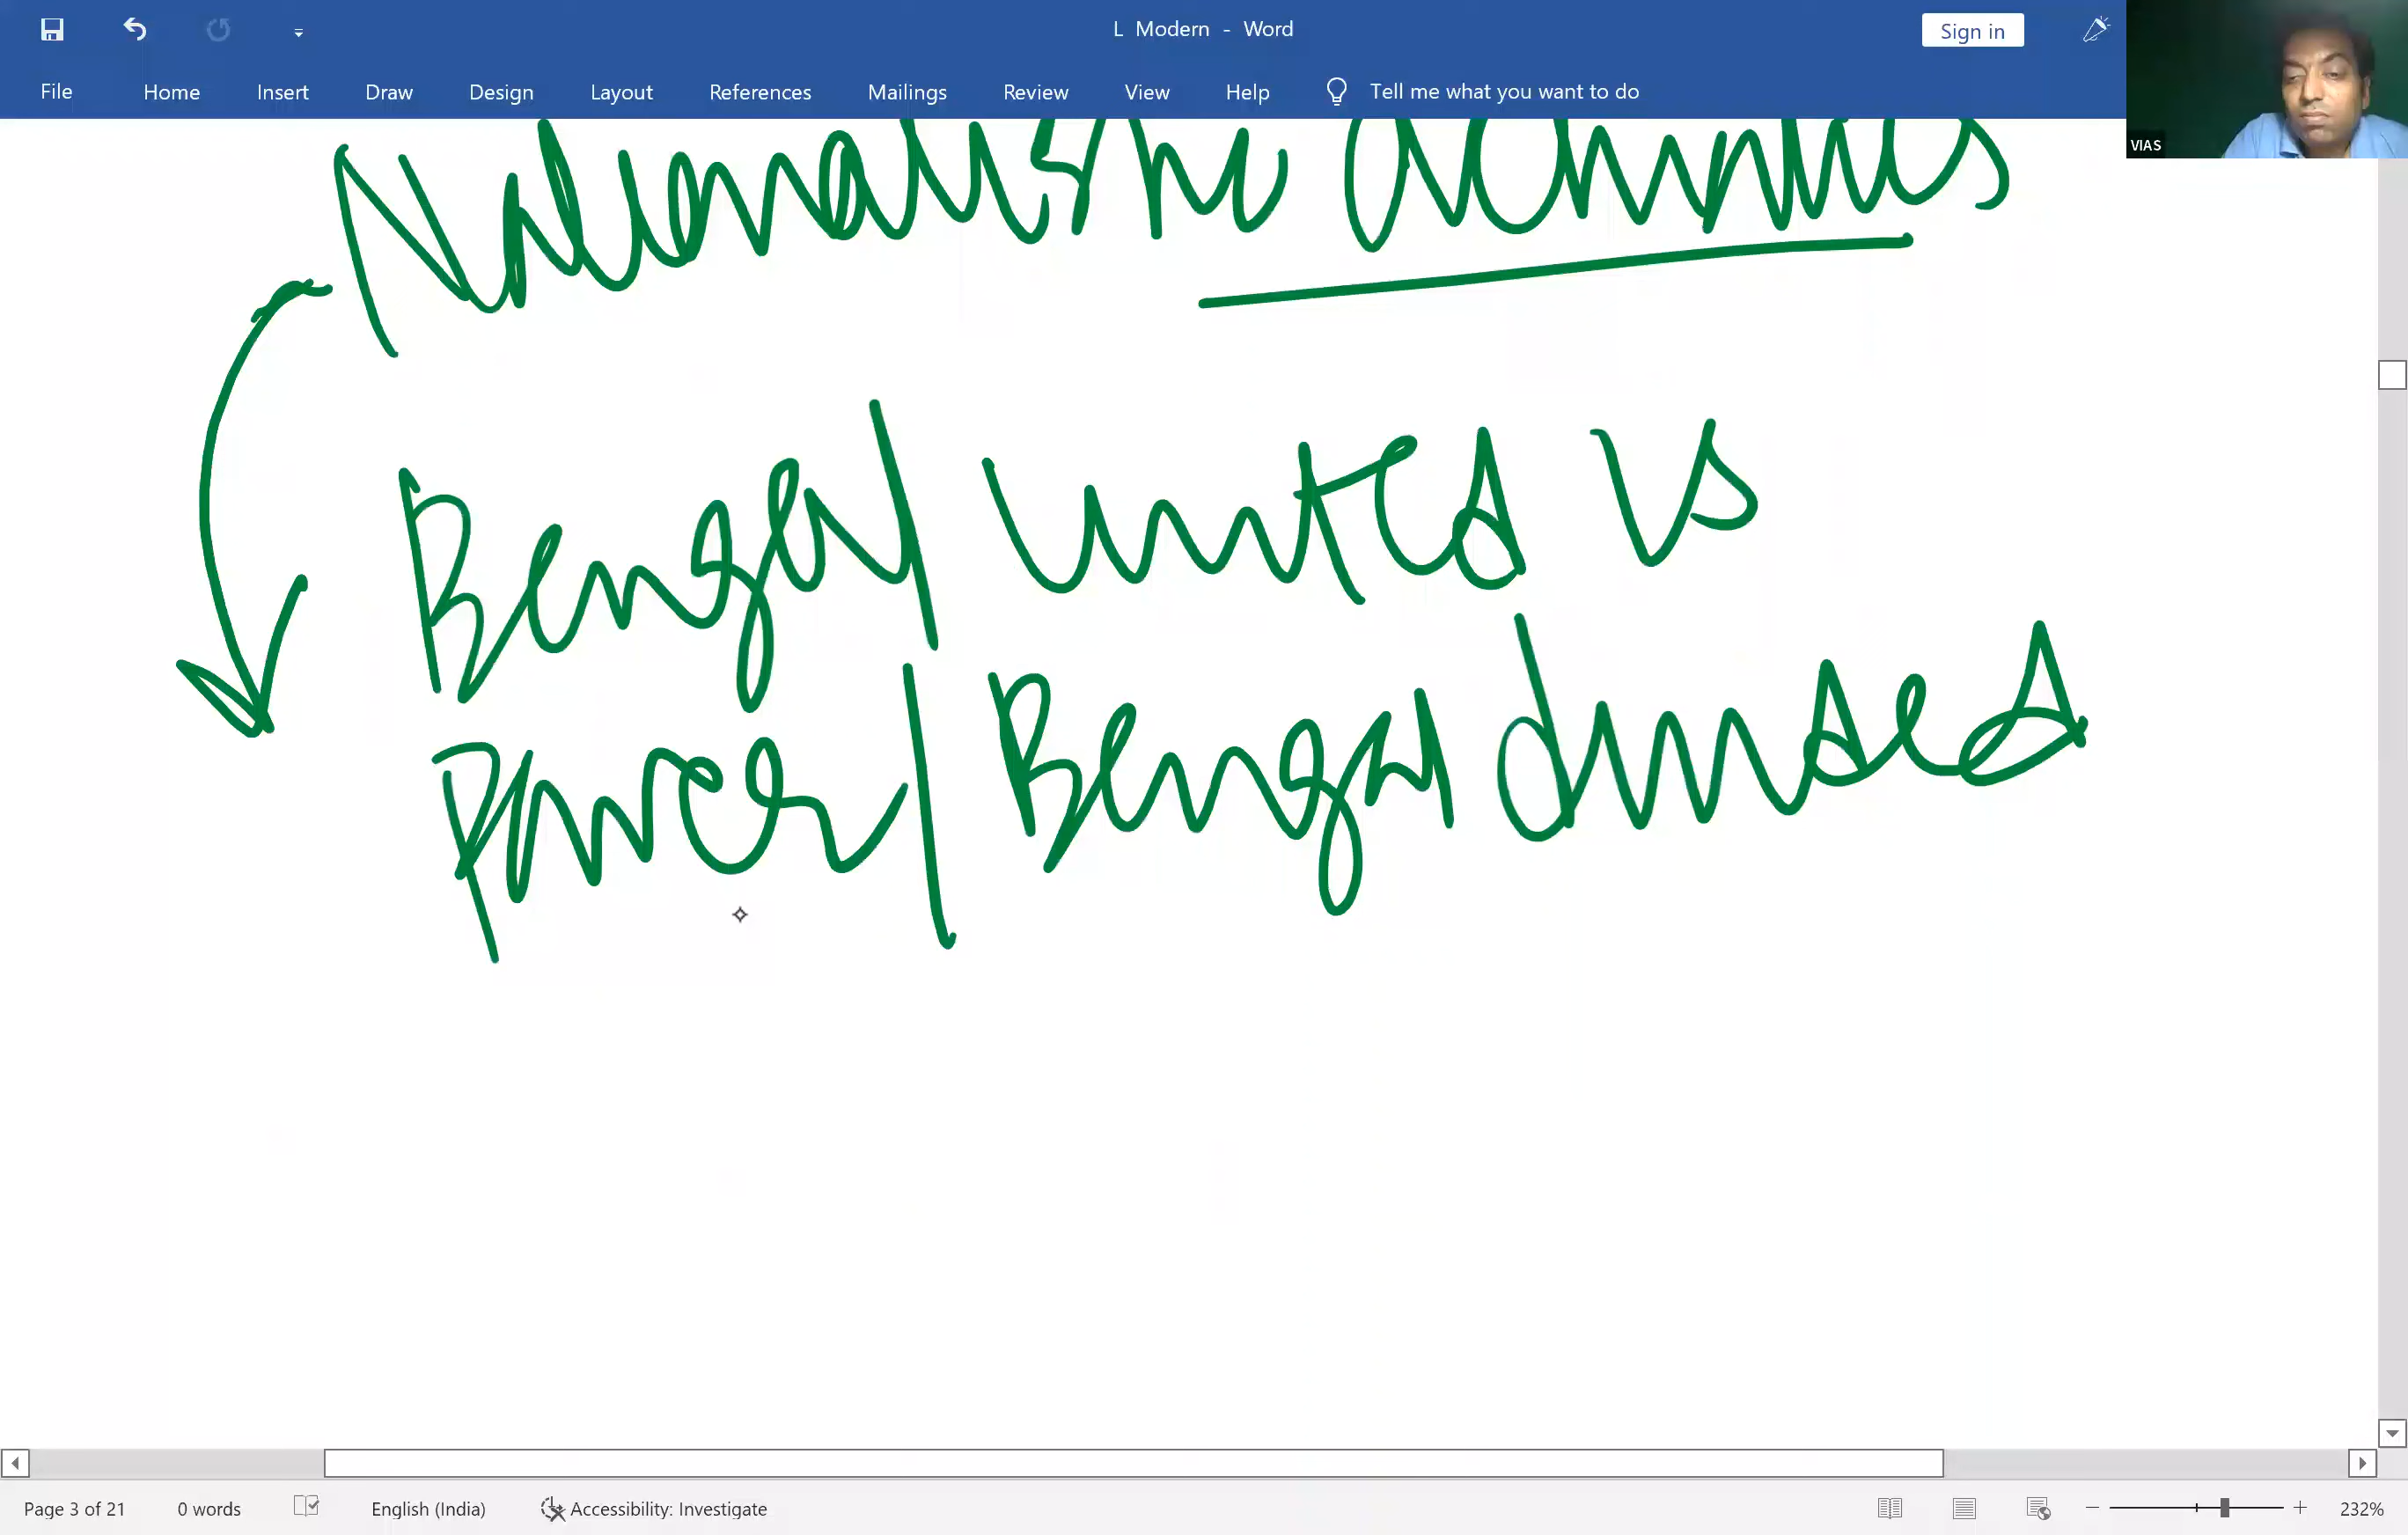 L Modern - Word
Sign in
File Home Insert Draw Design Layout References Mailings Review View Help Tell me what you want to do
VIAS
Nationalistic activities
Bengal united is
Power / Bengal divided
Page 3 of 21 0 words English (India) Accessibility: Investigate 232%